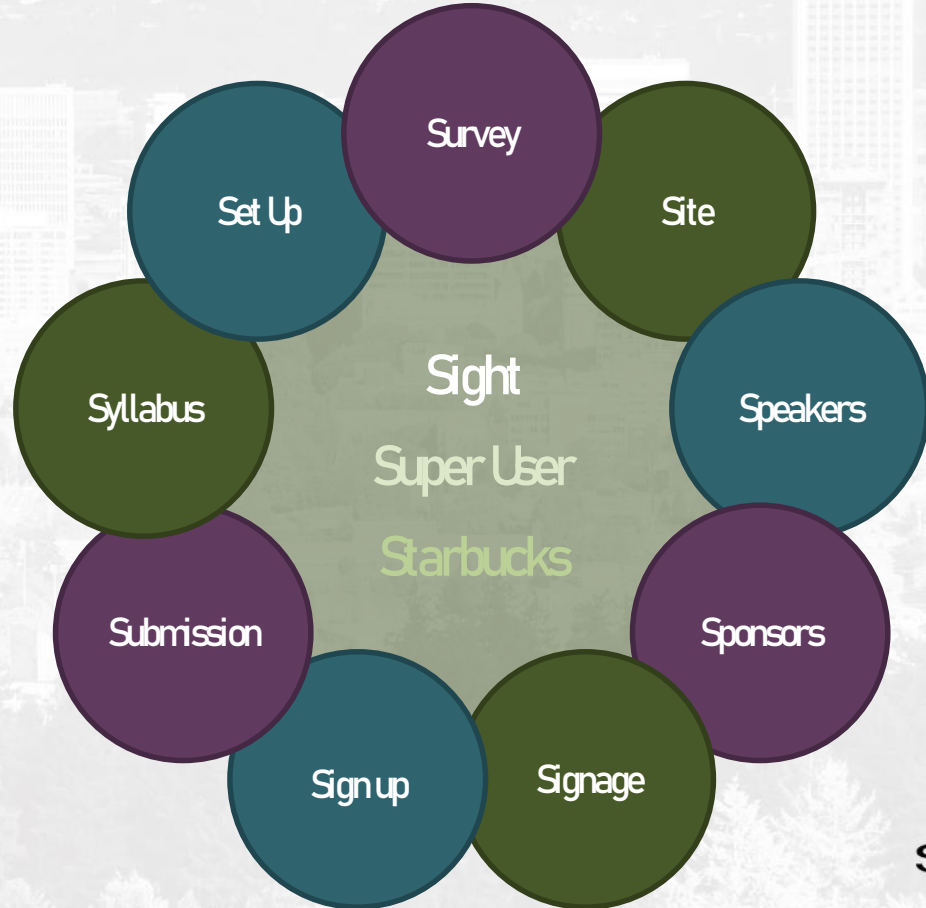 Survey
Site
Speakers
Sponsors
Signage
Sign up
Submission
Syllabus
Set Up
Sight
Super User
Starbucks